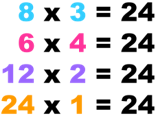 8 x 3 = 24
6 x 4 = 24
12 x 2 = 24
24 x 1 = 24